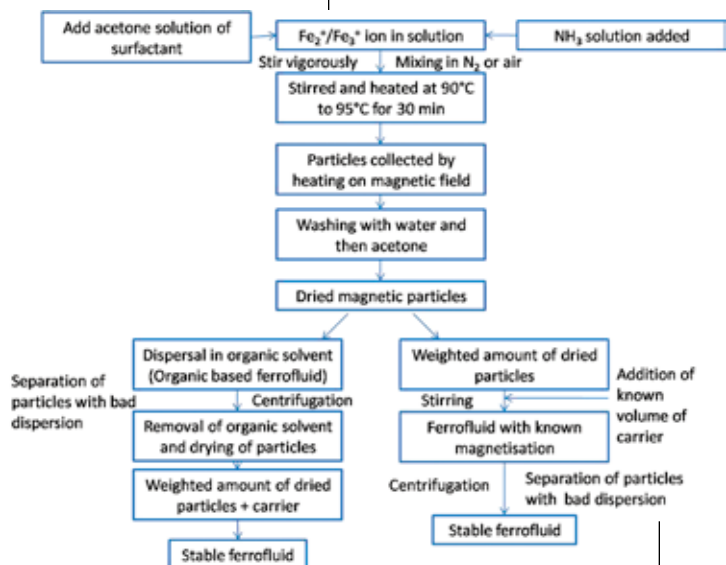 Add acetone solution of
surfactant
Fe₂⁺/Fe₃⁺ ion in solution
NH₃ solution added
Stir vigorously
Mixing in N₂ or air
Stirred and heated at 90°C
to 95°C for 30 min
Particles collected by
heating on magnetic field
Washing with water and
then acetone
Dried magnetic particles
Dispersal in organic solvent
(Organic based ferrofluid)
Separation of
particles with bad
dispersion
Centrifugation
Removal of organic solvent
and drying of particles
Weighted amount of dried
particles + carrier
Stable ferrofluid
Weighted amount of dried
particles
Stirring
Addition of
known
volume of
carrier
Ferrofluid with known
magnetisation
Centrifugation
Separation of particles
with bad dispersion
Stable ferrofluid